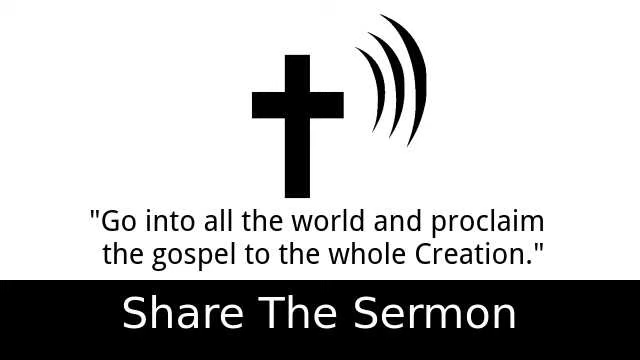 "Go into all the world and proclaim
the gospel to the whole Creation."
Share The Sermon